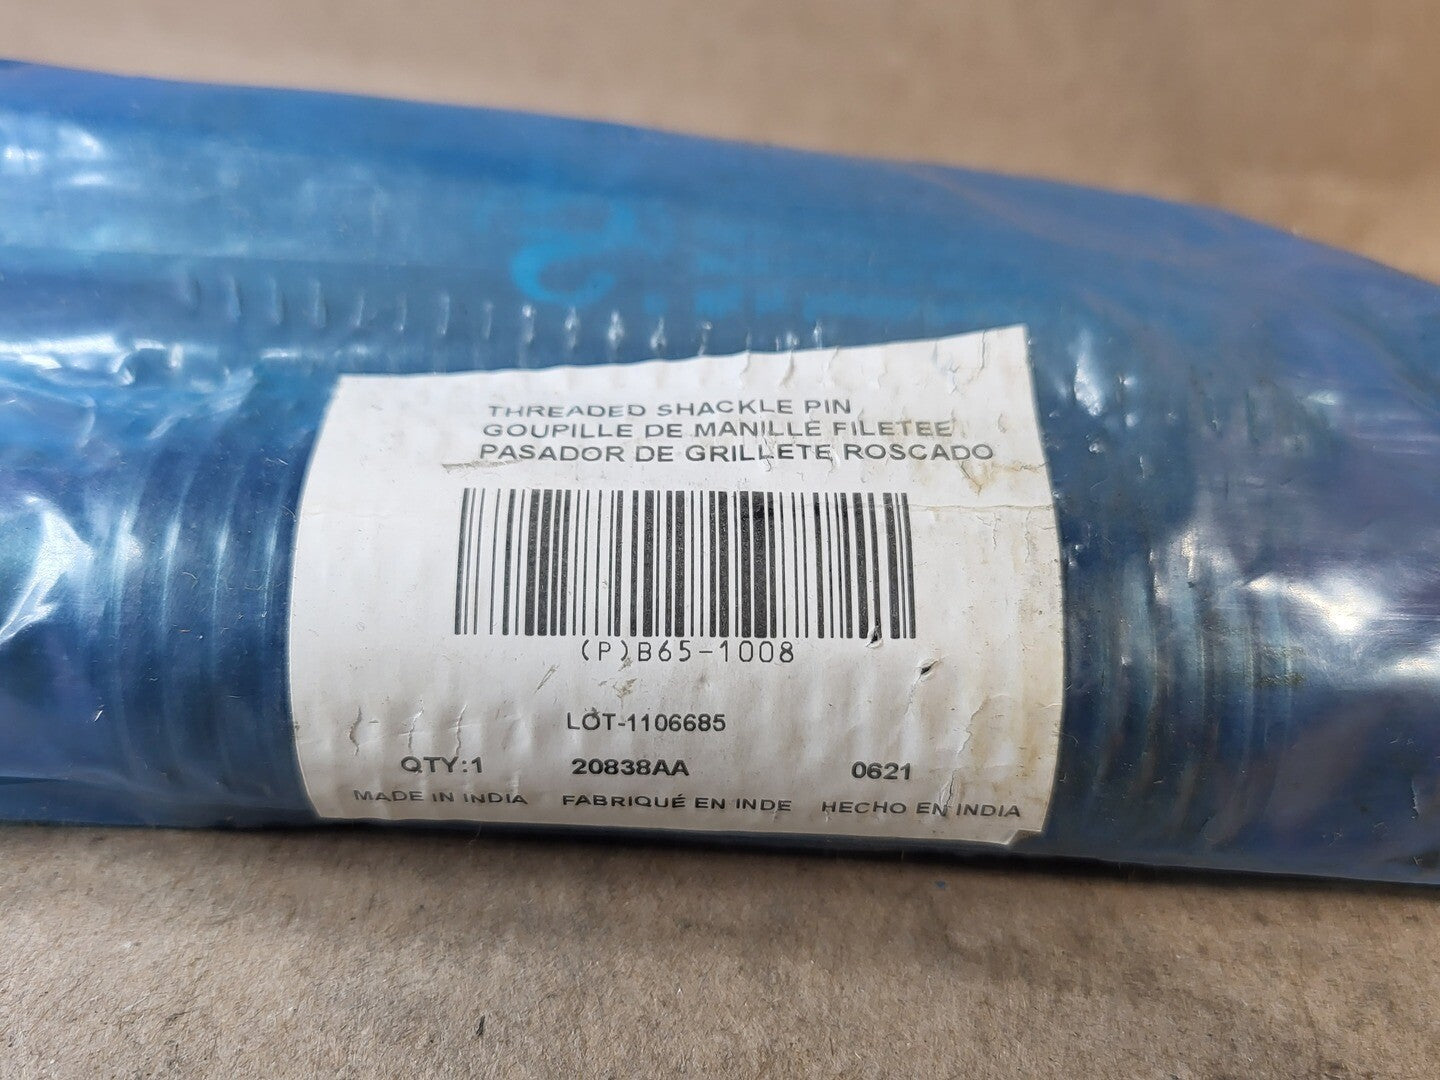 THREADED SHACKLE PIN
GOUPILLE DE MANILLE FILETEE
PASADOR DE GRILLETE ROSCADO
(P)B65-1008
LOT-1106685
QTY:1 20838AA 0621
MADE IN INDIA FABRIQUÉ EN INDE HECHO EN INDIA